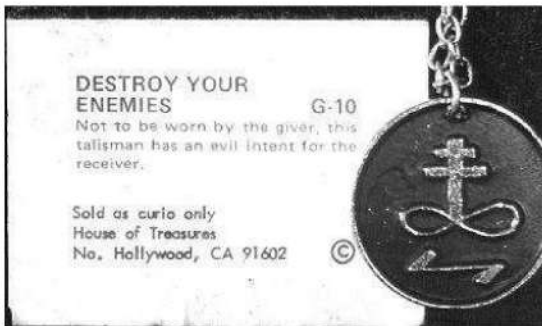 DESTROY YOUR
ENEMIES G-10
Not to be worn by the giver, this
talisman has an evil intent for the
receiver.
Sold as curio only
House of Treasures
No. Hollywood, CA 91602 ©